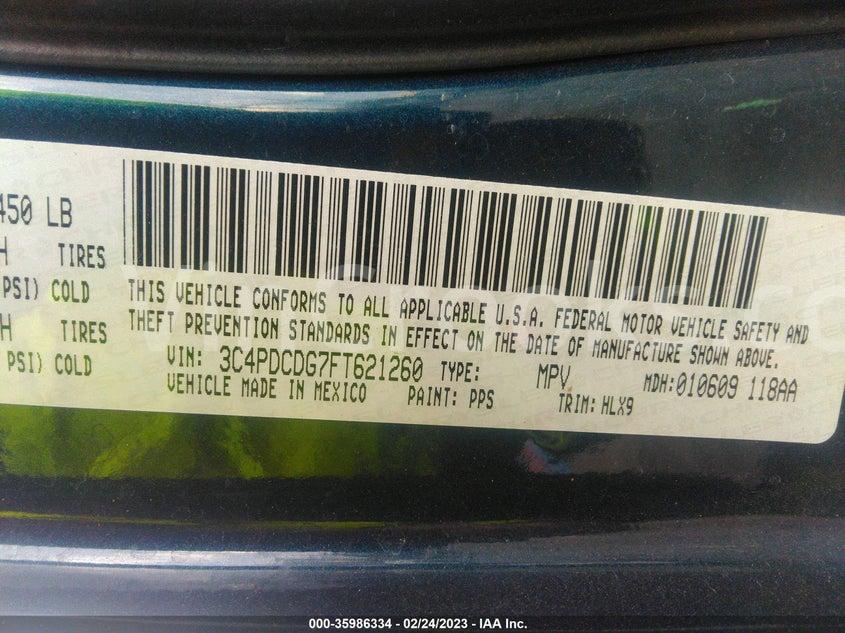 450 LB
H TIRES
PSI) COLD
H TIRES
PSI) COLD
THIS VEHICLE CONFORMS TO ALL APPLICABLE U.S.A. FEDERAL MOTOR VEHICLE SAFETY AND
THEFT PREVENTION STANDARDS IN EFFECT ON THE DATE OF MANUFACTURE SHOWN ABOVE.
VIN: 3C4PDCDG7FT621260 TYPE: MPV MDH:010609 118AA
VEHICLE MADE IN MEXICO PAINT: PPS TRIM: HLX9
000-35986334 - 02/24/2023 - IAA Inc.